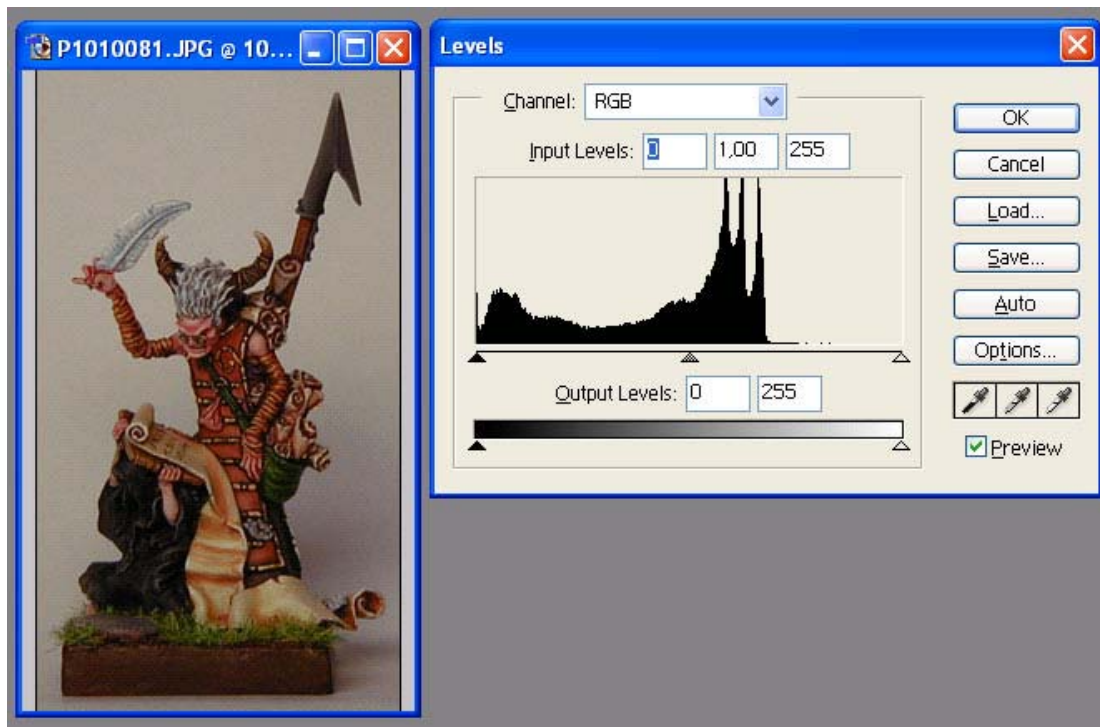 P1010081.JPG @ 10...
Levels
Channel: RGB
Input Levels: 0 1,00 255
Output Levels: 0 255
OK
Cancel
Load...
Save...
Auto
Options...
Preview